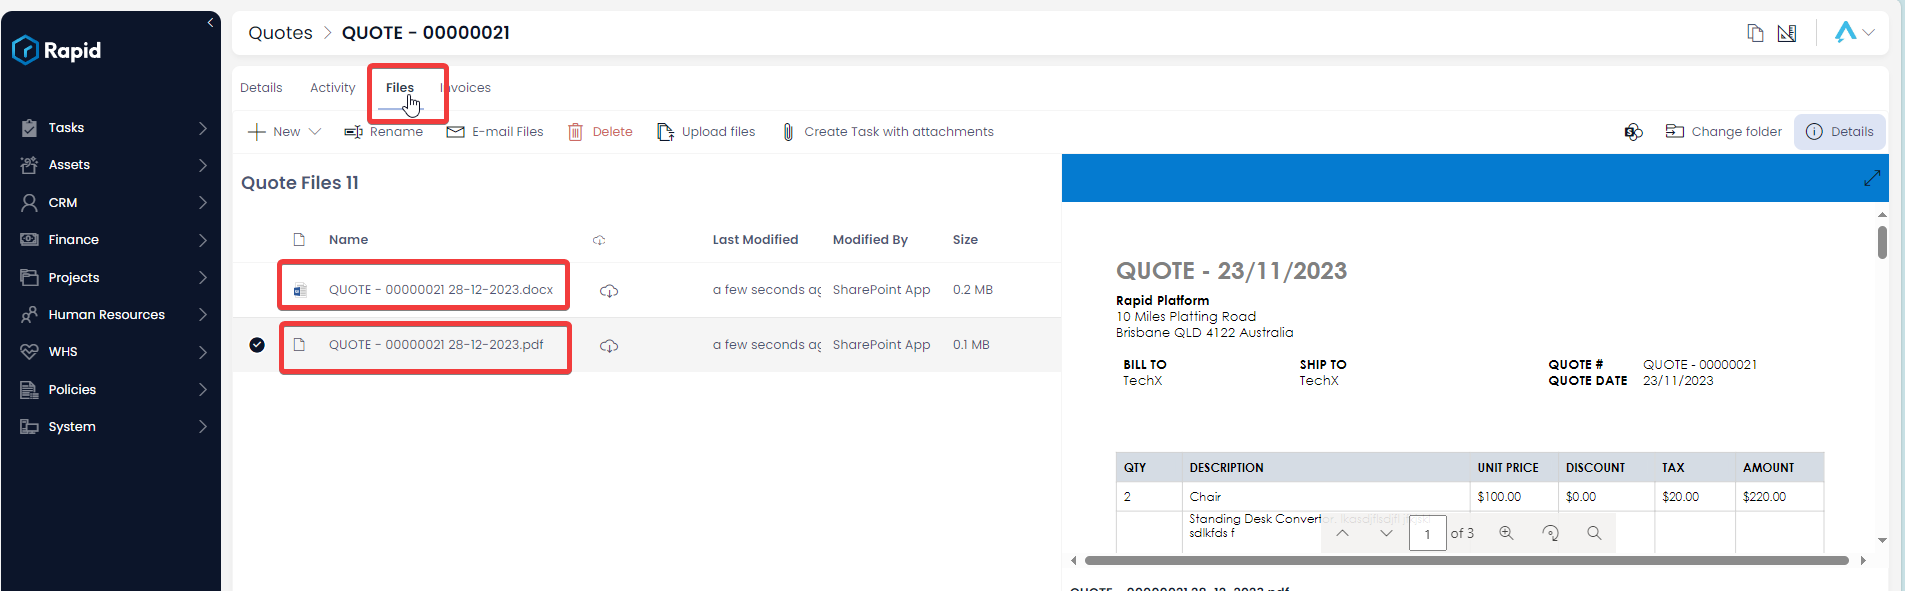 Rapid
Tasks
Assets
CRM
Finance
Projects
Human Resources
WHS
Policies
System
Quotes > QUOTE - 00000021
Details Activity Files Invoices
New Rename E-mail Files Delete Upload files Create Task with attachments Change folder Details
Quote Files 11
Name Last Modified Modified By Size
QUOTE - 00000021 28-12-2023.docx a few seconds ag SharePoint App 0.2 MB
QUOTE - 00000021 28-12-2023.pdf a few seconds ag SharePoint App 0.1 MB
QUOTE - 23/11/2023
Rapid Platform
10 Miles Platting Road
Brisbane QLD 4122 Australia
BILL TO SHIP TO QUOTE # QUOTE - 00000021
TechX TechX QUOTE DATE 23/11/2023
QTY DESCRIPTION UNIT PRICE DISCOUNT TAX AMOUNT
2 Chair $100.00 $0.00 $20.00 $220.00
Standing Desk Convertor,
sdlkfds f
1 of 3
QUOTE - 00000021 28-12-2023.pdf